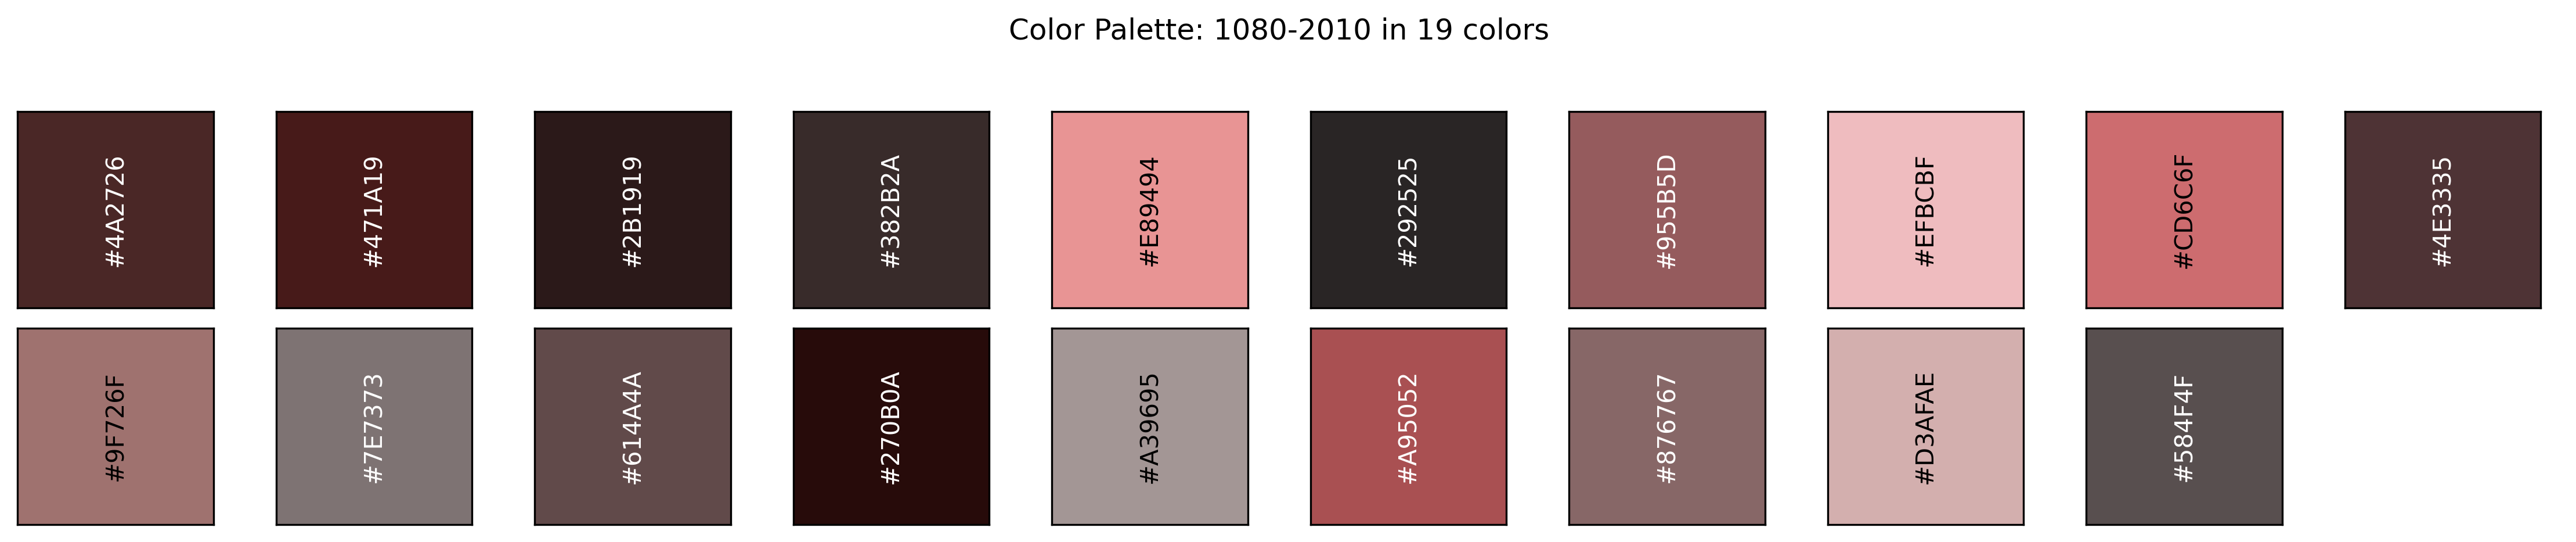 Color Palette: 1080-2010 in 19 colors
#4A2726
#471A19
#2B1919
#382B2A
#E89494
#292525
#955B5D
#EFBCBF
#CD6C6F
#4E3335
#9F726F
#7E7373
#614A4A
#270B0A
#A39695
#A95052
#876767
#D3AFAE
#584F4F